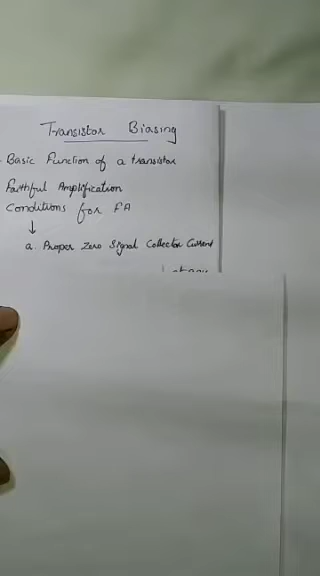 Transistor Biasing
- Basic Function of a transistor
Faithful Amplification
Conditions for FA
↓
a. Proper Zero Signal Collector Current